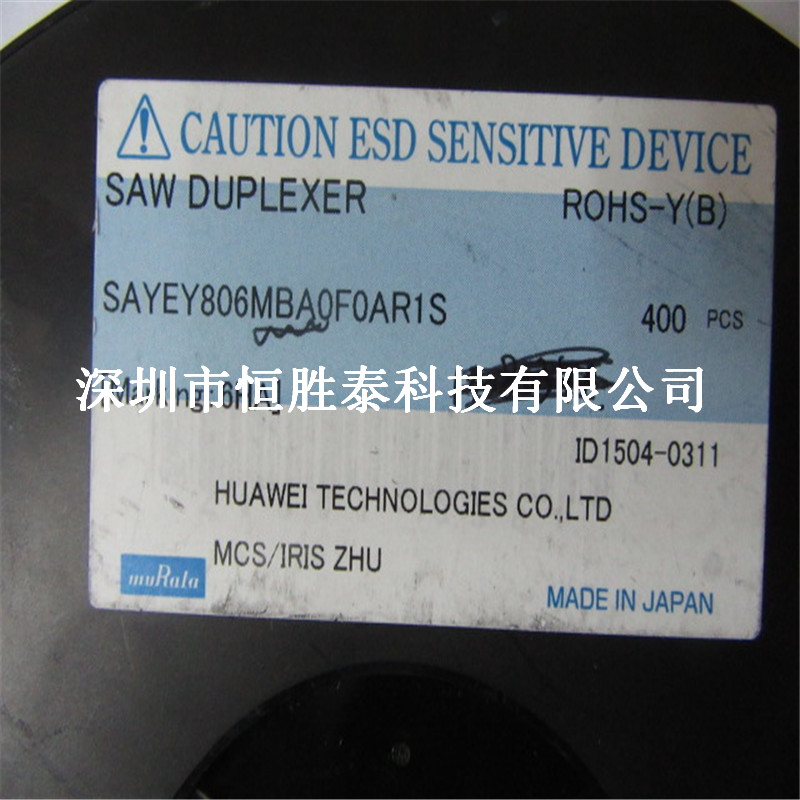 CAUTION ESD SENSITIVE DEVICE
SAW DUPLEXER ROHS-Y(B)
SAYEY806MBA0F0AR1S 400 PCS
深圳市恒胜泰科技有限公司
ID1504-0311
HUAWEI TECHNOLOGIES CO.,LTD
MCS/IRIS ZHU
muRata
MADE IN JAPAN